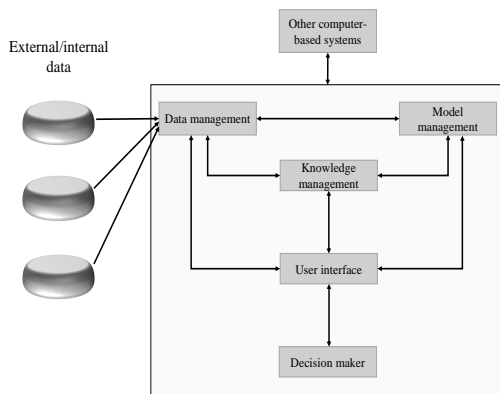 Other computer-
based systems
External/internal
data
Data management
Model
management
Knowledge
management
User interface
Decision maker